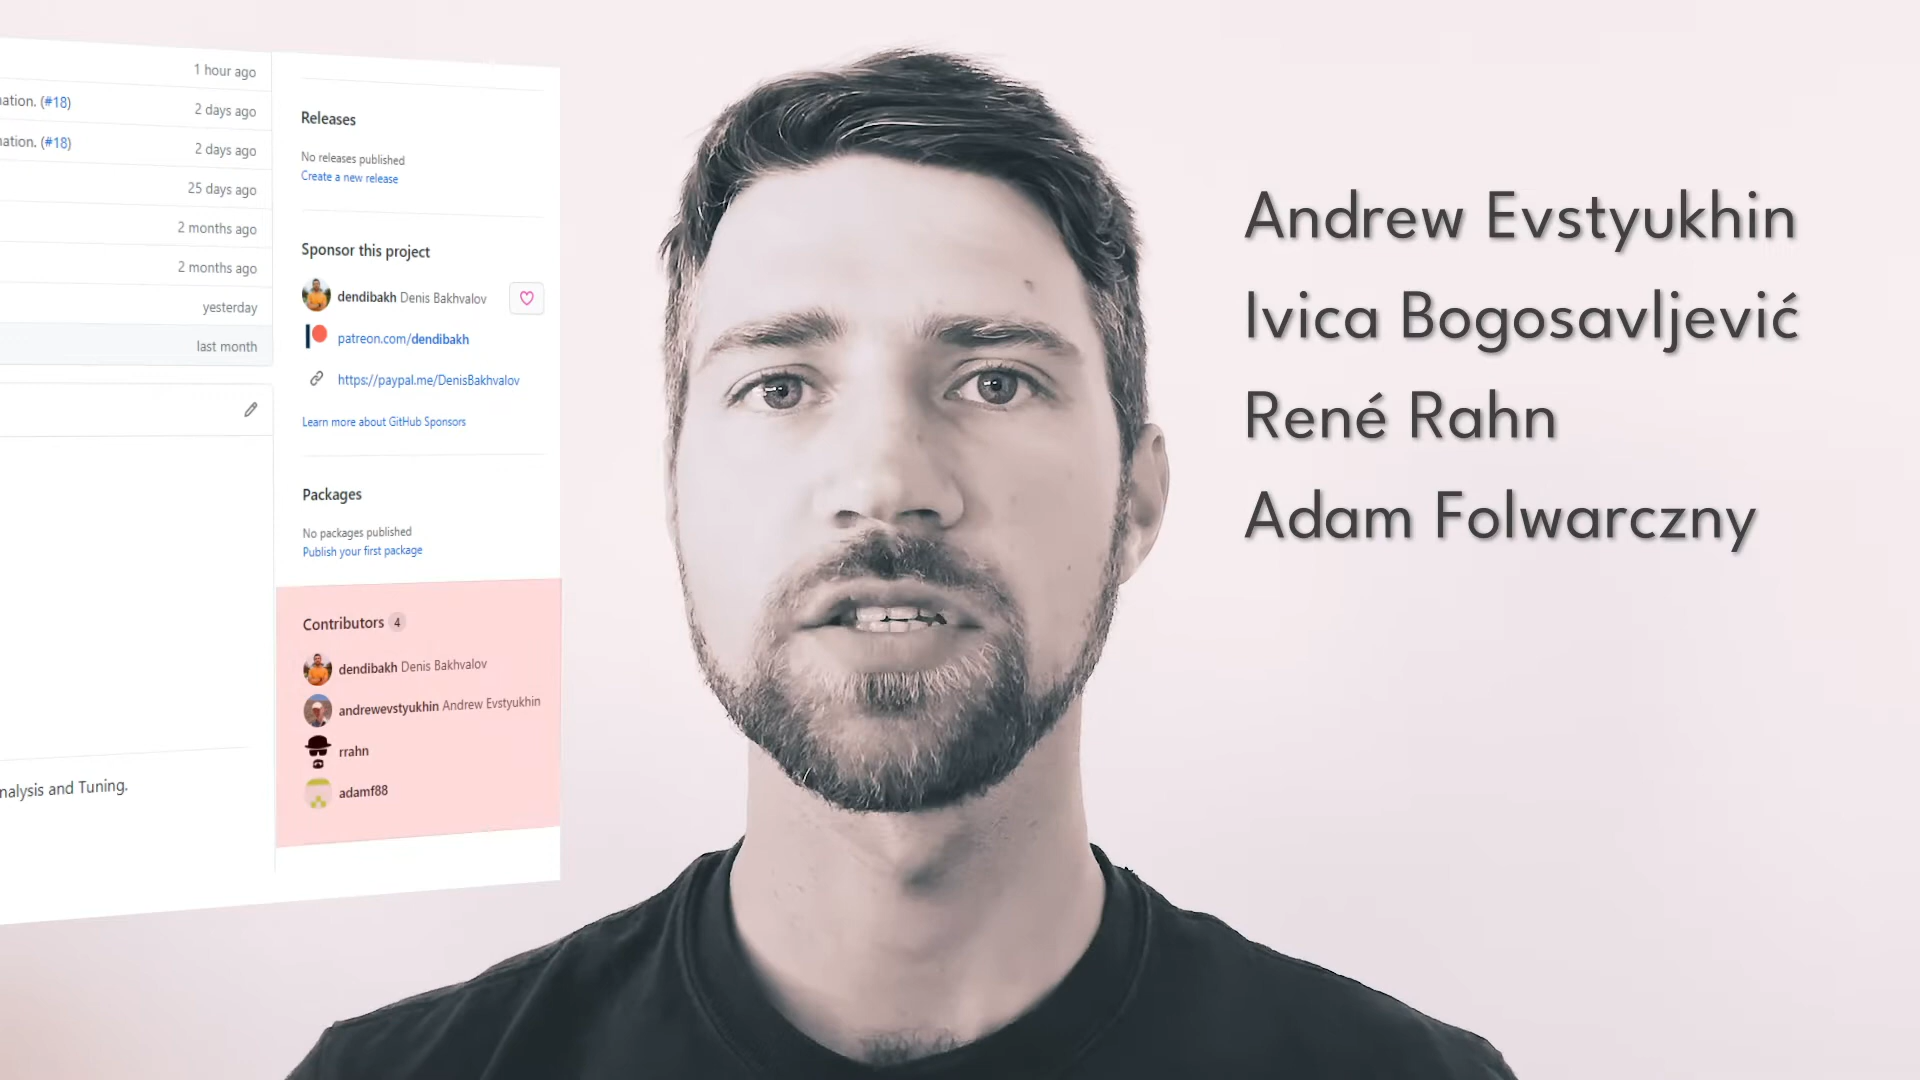 1 hour ago
ation. (#18)
2 days ago
ation. (#18)
2 days ago
25 days ago
2 months ago
2 months ago
yesterday
last month
nalysis and Tuning.
Releases
No releases published
Create a new release
Sponsor this project
dendibakh Denis Bakhvalov
patreon.com/dendibakh
https://paypal.me/DenisBakhvalov
Learn more about GitHub Sponsors
Packages
No packages published
Publish your first package
Contributors 4
dendibakh Denis Bakhvalov
andrewevstyukhin Andrew Evstyukhin
rrahn
adamf88
Andrew Evstyukhin
Ivica Bogosavljević
René Rahn
Adam Folwarczny